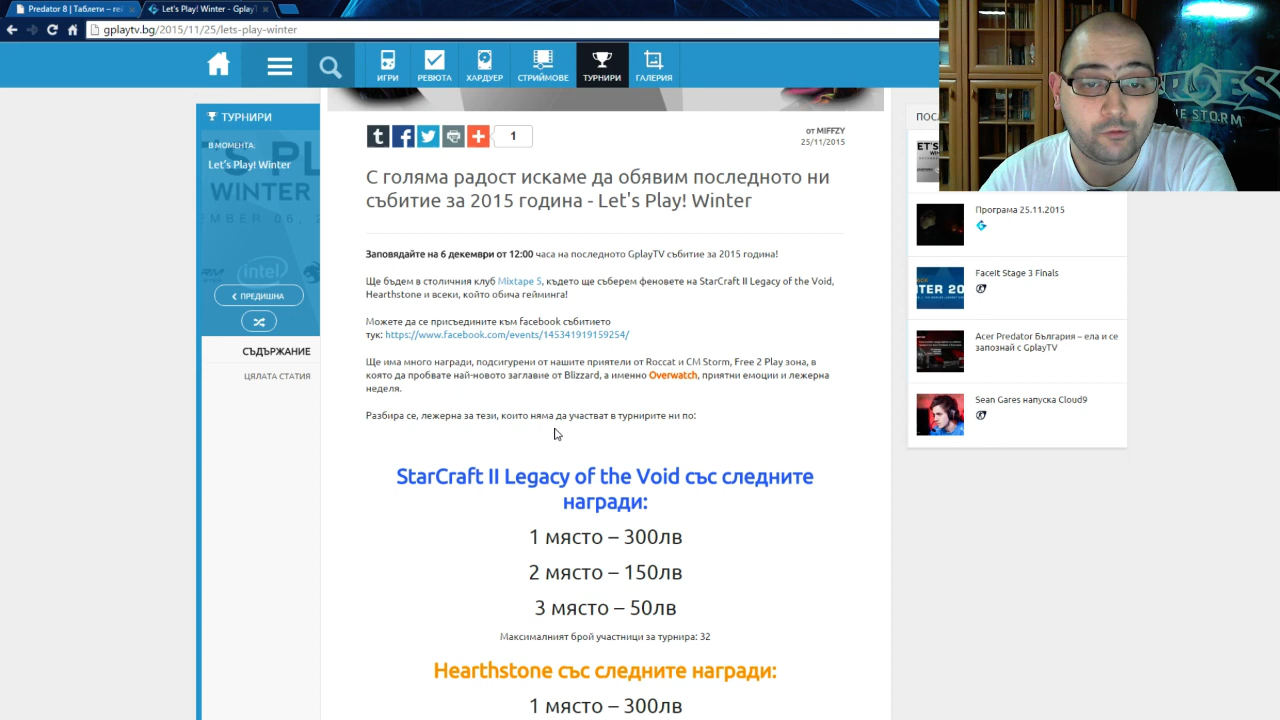 Predator 8 | Таблети – rev
Let's Play! Winter - GplayT
gplaytv.bg/2015/11/25/lets-play-winter
ИГРИ
РЕВЮТА
ХАРДУЕР
СТРИЙМОВЕ
ТУРНИРИ
ГАЛЕРИЯ
ТУРНИРИ
В МОМЕНТА:
Let's Play! Winter
WINTER
intel
ПРЕДИШНА
СЪДЪРЖАНИЕ
ЦЯЛАТА СТАТИЯ
1
от MIFFZY
25/11/2015
С голяма радост искаме да обявим последното ни
събитие за 2015 година - Let's Play! Winter
Заповядайте на 6 декември от 12:00 часа на последното GplayTV събитие за 2015 година!
Ще бъдем в столичния клуб Mixtape 5, където ще съберем феновете на StarCraft II Legacy of the Void,
Hearthstone и всеки, който обича гейминга!
Можете да се присъедините към facebook събитието
тук: https://www.facebook.com/events/145341919159254/
Ще има много награди, подсигурени от нашите приятели от Roccat и CM Storm, Free 2 Play зона, в
която да пробвате най-новото заглавие от Blizzard, а именно Overwatch, приятни емоции и лежерна
неделя.
Разбира се, лежерна за тези, които няма да участват в турнирите ни по:
StarCraft II Legacy of the Void със следните
награди:
1 място – 300лв
2 място – 150лв
3 място – 50лв
Максималният брой участници за турнира: 32
Hearthstone със следните награди:
1 място – 300лв
ПОС
Програма 25.11.2015
FaceIt Stage 3 Finals
Acer Predator България – ела и се
запознай с GplayTV
Sean Gares напуска Cloud9